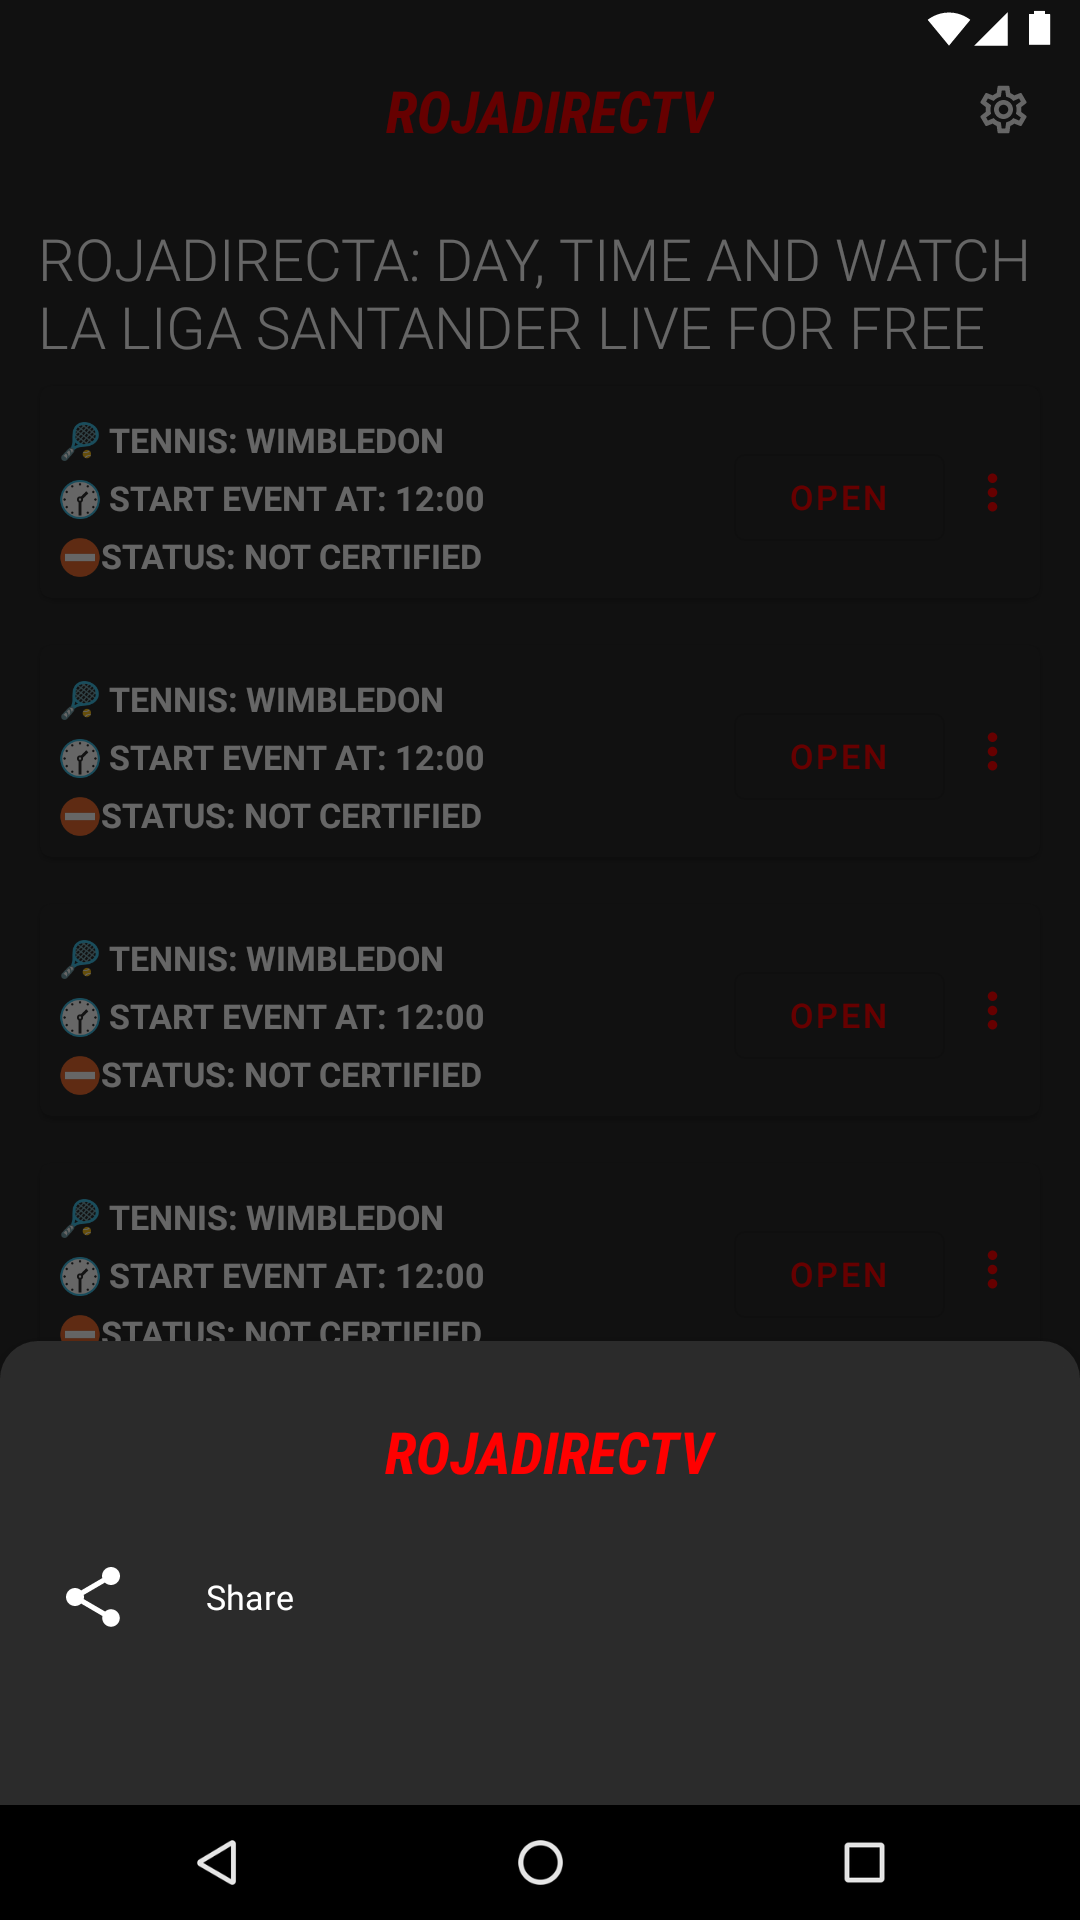 ROJADIRECTV
ROJADIRECTA: DAY, TIME AND WATCH
LA LIGA SANTANDER LIVE FOR FREE
TENNIS: WIMBLEDON
START EVENT AT: 12:00
STATUS: NOT CERTIFIED
OPEN
TENNIS: WIMBLEDON
START EVENT AT: 12:00
STATUS: NOT CERTIFIED
OPEN
TENNIS: WIMBLEDON
START EVENT AT: 12:00
STATUS: NOT CERTIFIED
OPEN
TENNIS: WIMBLEDON
START EVENT AT: 12:00
STATUS: NOT CERTIFIED
OPEN
ROJADIRECTV
Share